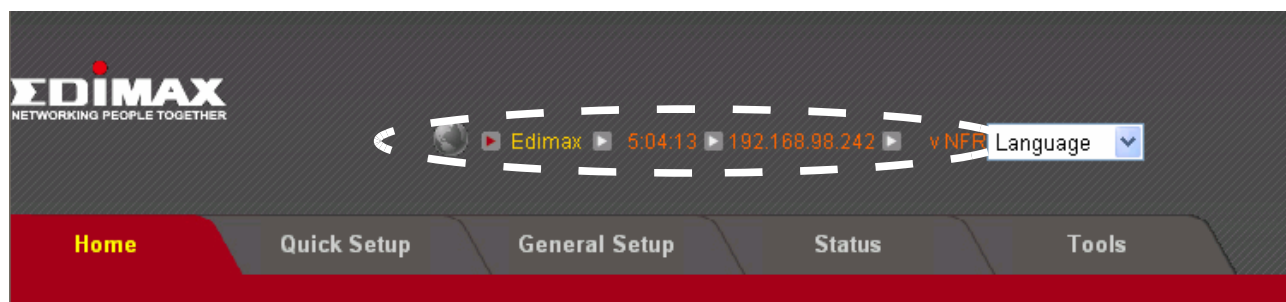 EDIMAX
NETWORKING PEOPLE TOGETHER
Edimax 5:04:13 192.168.98.242 v NFR Language
Home Quick Setup General Setup Status Tools